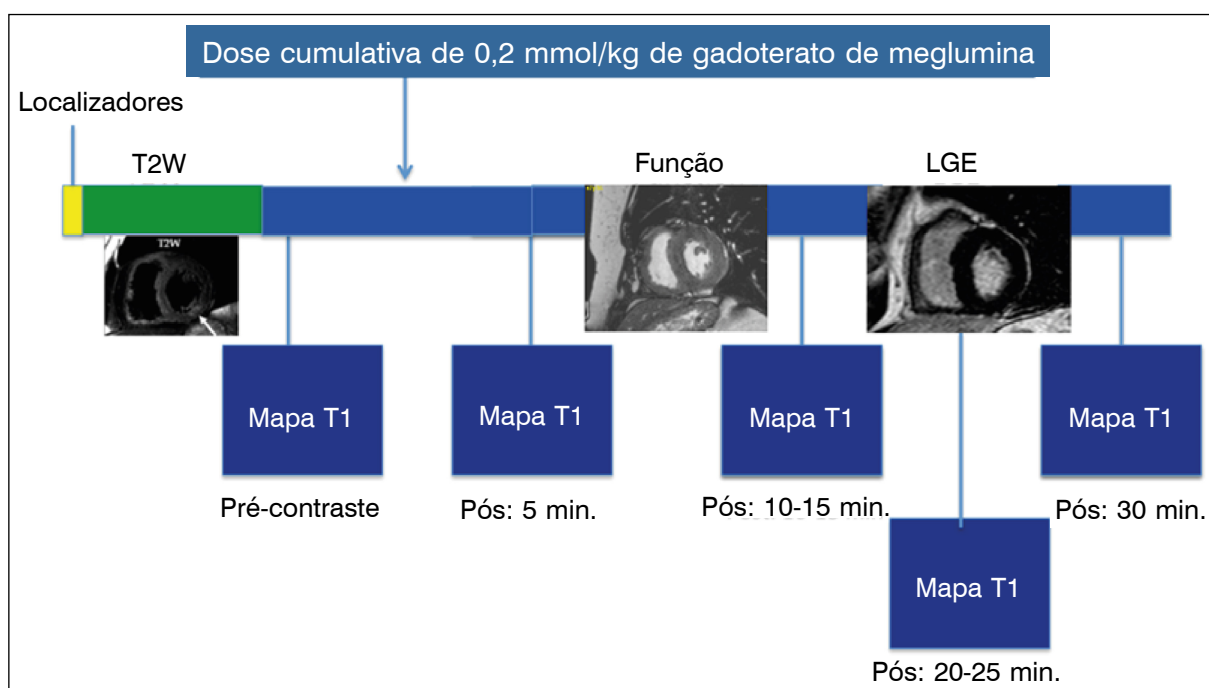 Dose cumulativa de 0,2 mmol/kg de gadoterato de meglumina
Localizadores
T2W
Função
LGE
T2W
Mapa T1
Mapa T1
Mapa T1
Mapa T1
Pré-contraste
Pós: 5 min.
Pós: 10-15 min.
Pós: 30 min.
Mapa T1
Pós: 20-25 min.